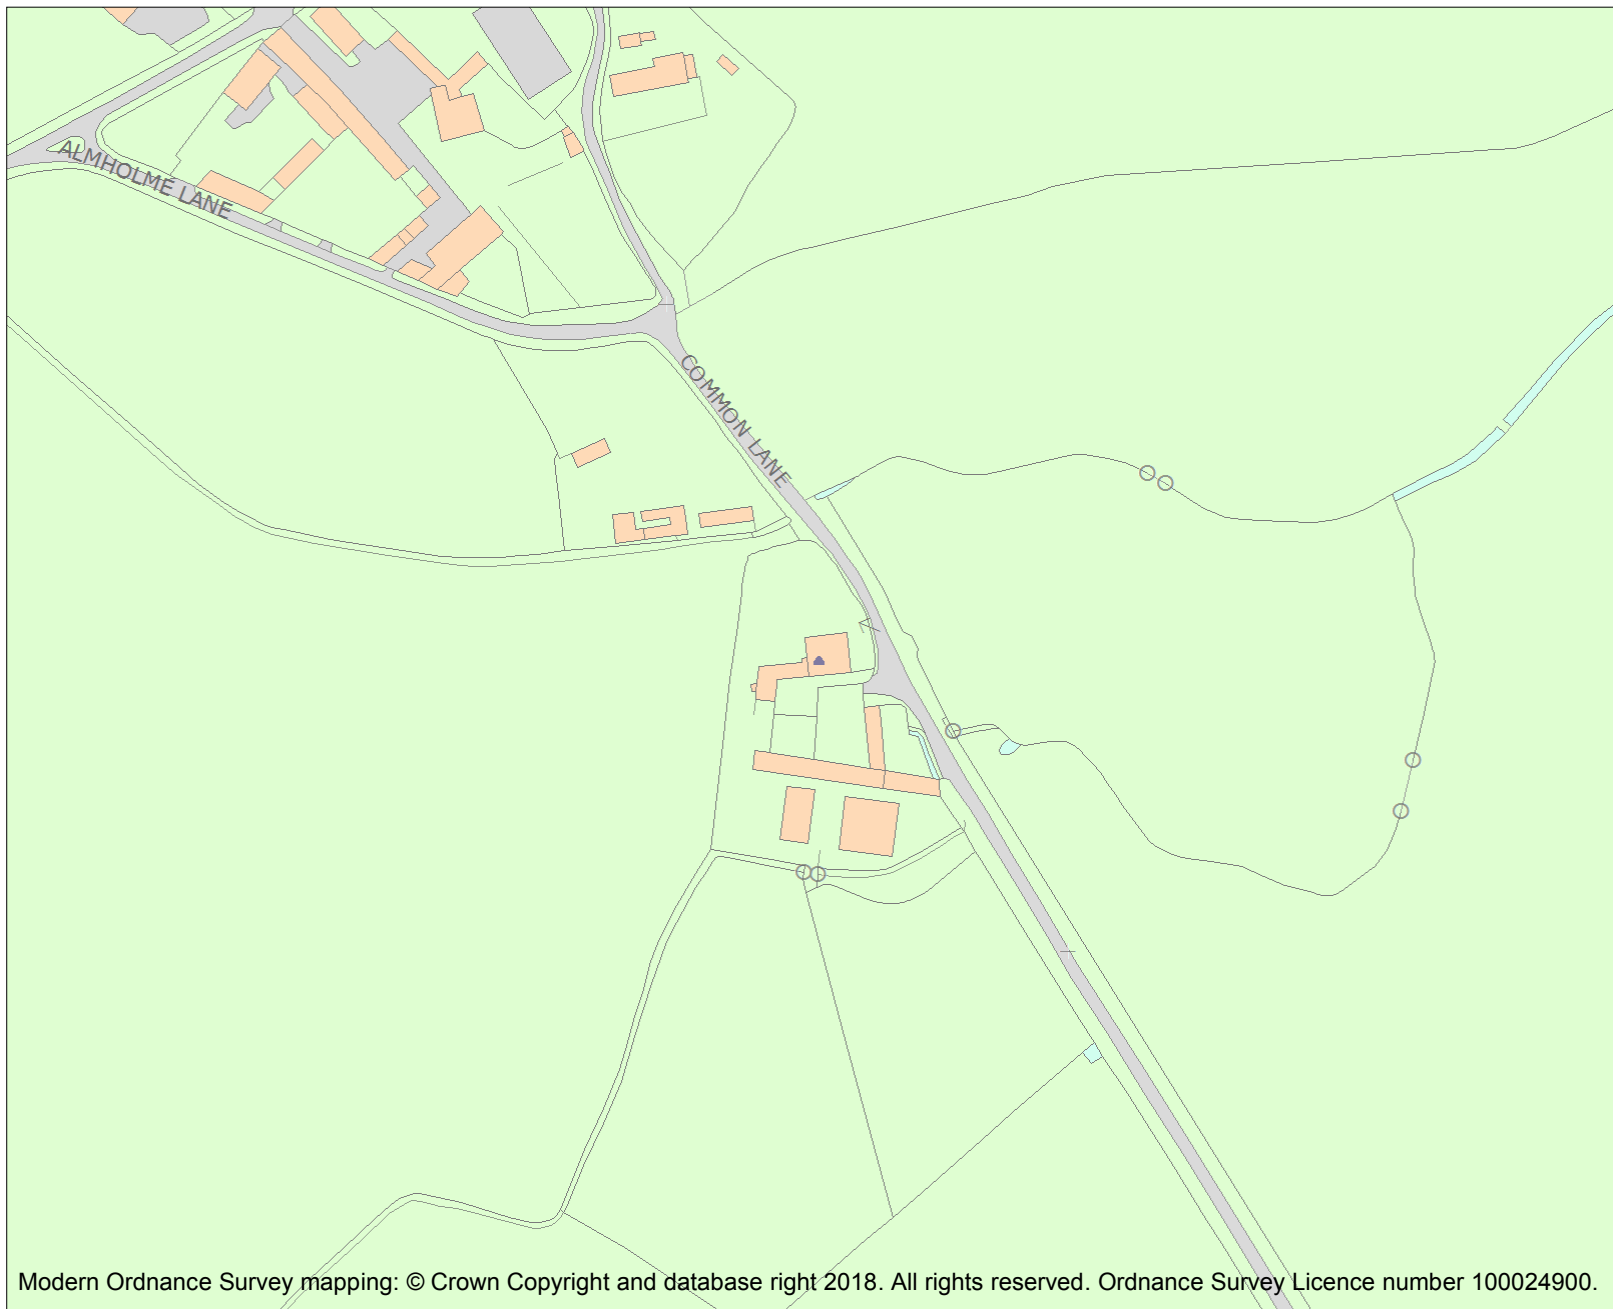 ALMHOLME LANE
COMMON LANE
Modern Ordnance Survey mapping: © Crown Copyright and database right 2018. All rights reserved. Ordnance Survey Licence number 100024900.